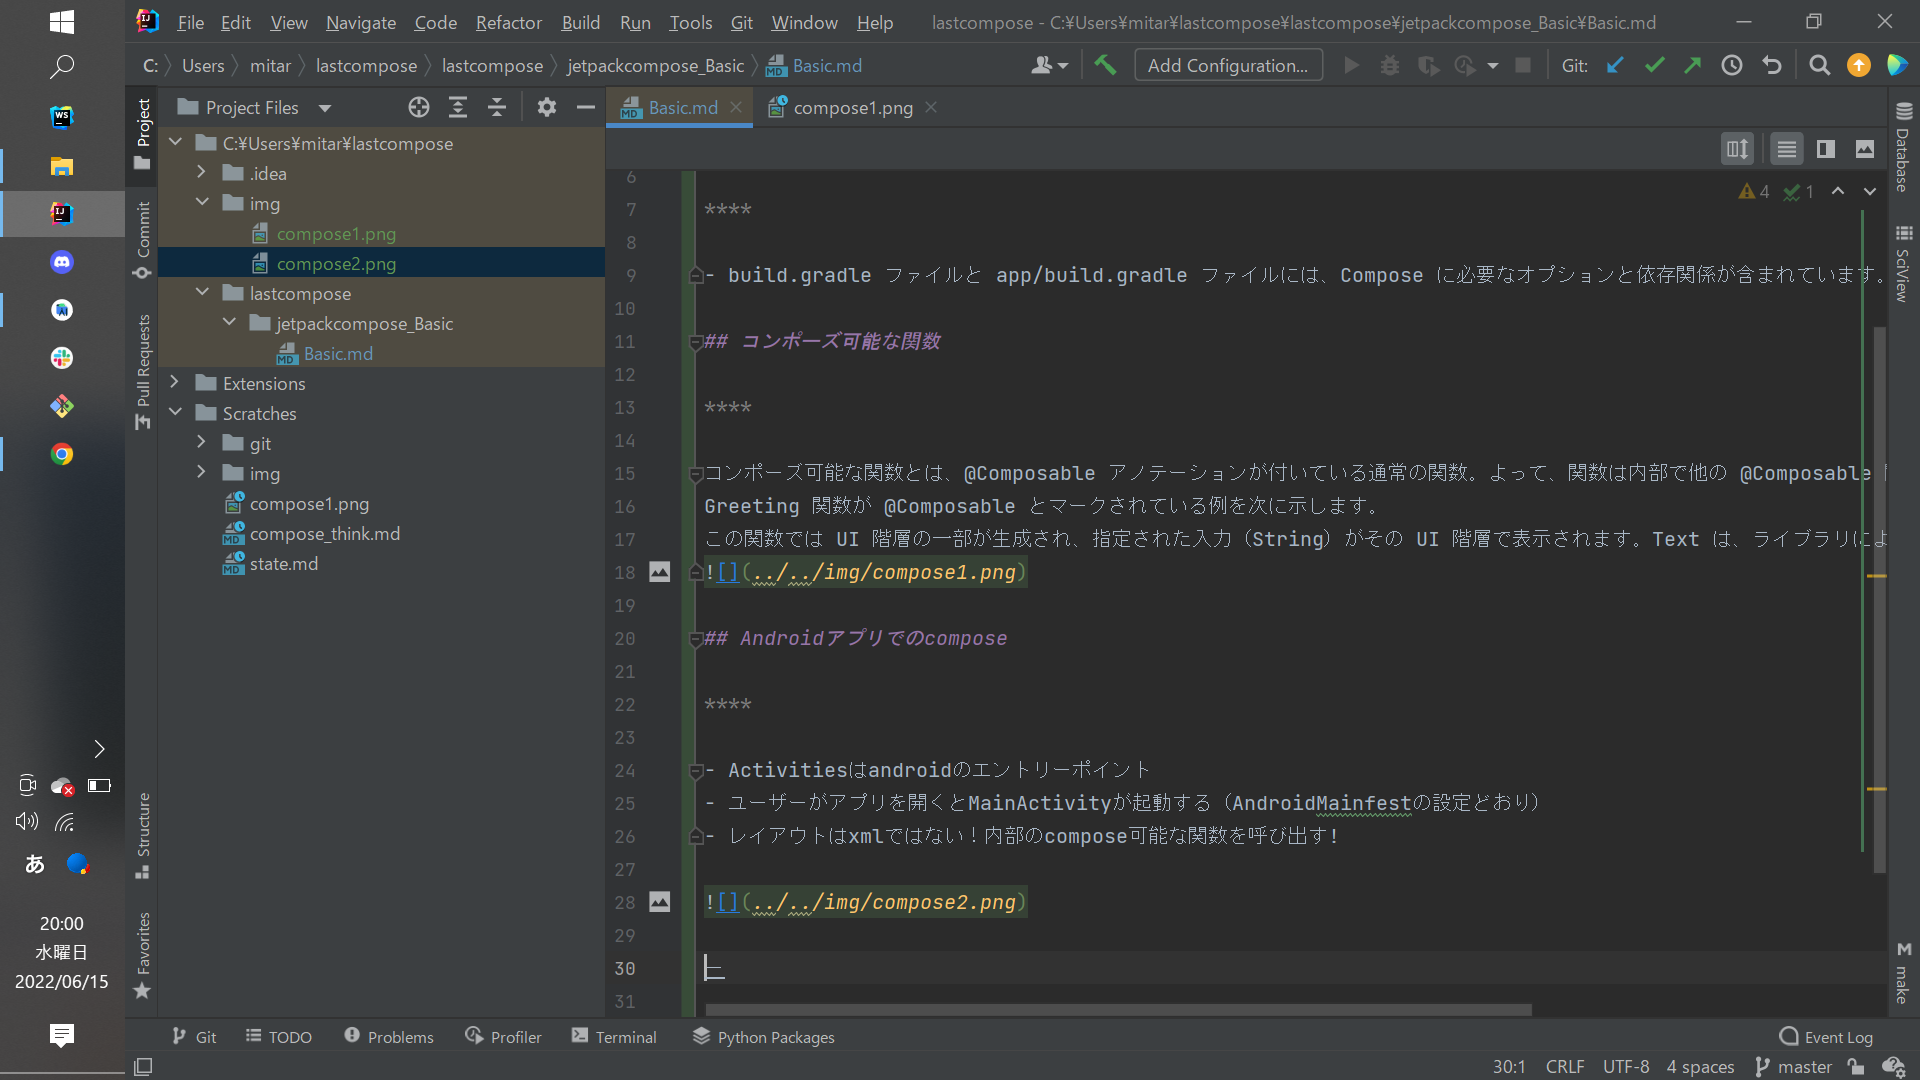 File Edit View Navigate Code Refactor Build Run Tools Git Window Help lastcompose - C:¥Users¥mitar¥lastcompose¥lastcompose¥jetpackcompose_Basic¥Basic.md
C: Users mitar lastcompose lastcompose jetpackcompose_Basic Basic.md Add Configuration... Git:
Project Files
Basic.md compose1.png
Project
Commit
Pull Requests
Structure
Favorites
C:¥Users¥mitar¥lastcompose
.idea
img
compose1.png
compose2.png
lastcompose
jetpackcompose_Basic
Basic.md
Extensions
Scratches
git
img
compose1.png
compose_think.md
state.md
4 1
6
7 ****
8
9 - build.gradle ファイルと app/build.gradle ファイルには、Compose に必要なオプションと依存関係が含まれています。
10
11 ## コンポーズ可能な関数
12
13 ****
14
15 コンポーズ可能な関数とは、@Composable アノテーションが付いている通常の関数。よって、関数は内部で他の @Composable
16 Greeting 関数が @Composable とマークされている例を次に示します。
17 この関数では UI 階層の一部が生成され、指定された入力（String）がその UI 階層で表示されます。Text は、ライブラリによ
18 ![](../../img/compose1.png)
19
20 ## Androidアプリでのcompose
21
22 ****
23
24 - Activitiesはandroidのエントリーポイント
25 - ユーザーがアプリを開くとMainActivityが起動する（AndroidMainfestの設定どおり）
26 - レイアウトはxmlではない！内部のcompose可能な関数を呼び出す!
27
28 ![](../../img/compose2.png)
29
30
31
Database
SciView
make
あ
20:00
水曜日
2022/06/15
Git TODO Problems Profiler Terminal Python Packages Event Log
30:1 CRLF UTF-8 4 spaces master